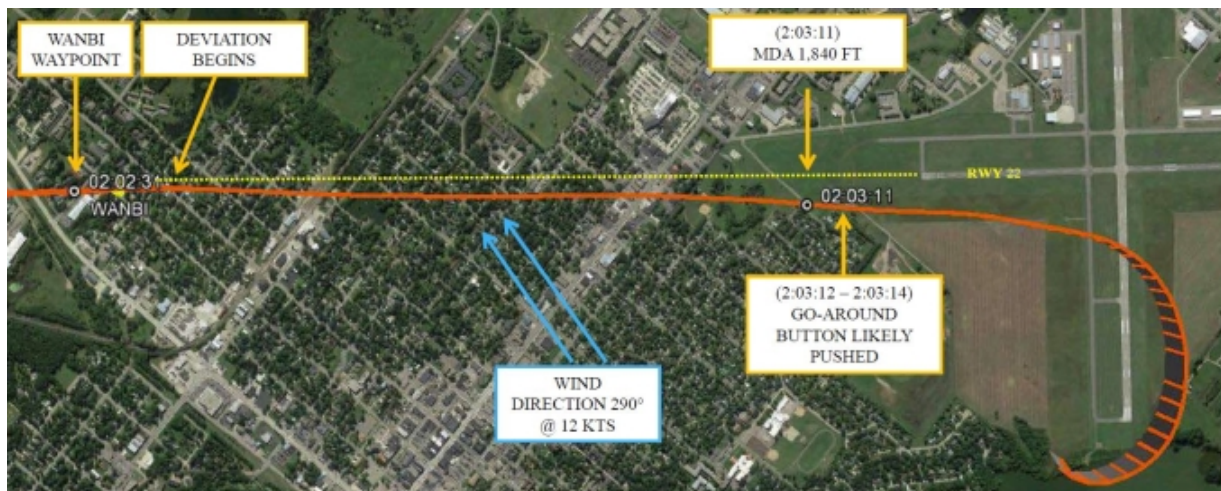 WANBI
WAYPOINT
DEVIATION
BEGINS
(2:03:11)
MDA 1,840 FT
02:02:31
WANBI
RWY 22
02:03:11
(2:03:12 – 2:03:14)
GO-AROUND
BUTTON LIKELY
PUSHED
WIND
DIRECTION 290°
@ 12 KTS